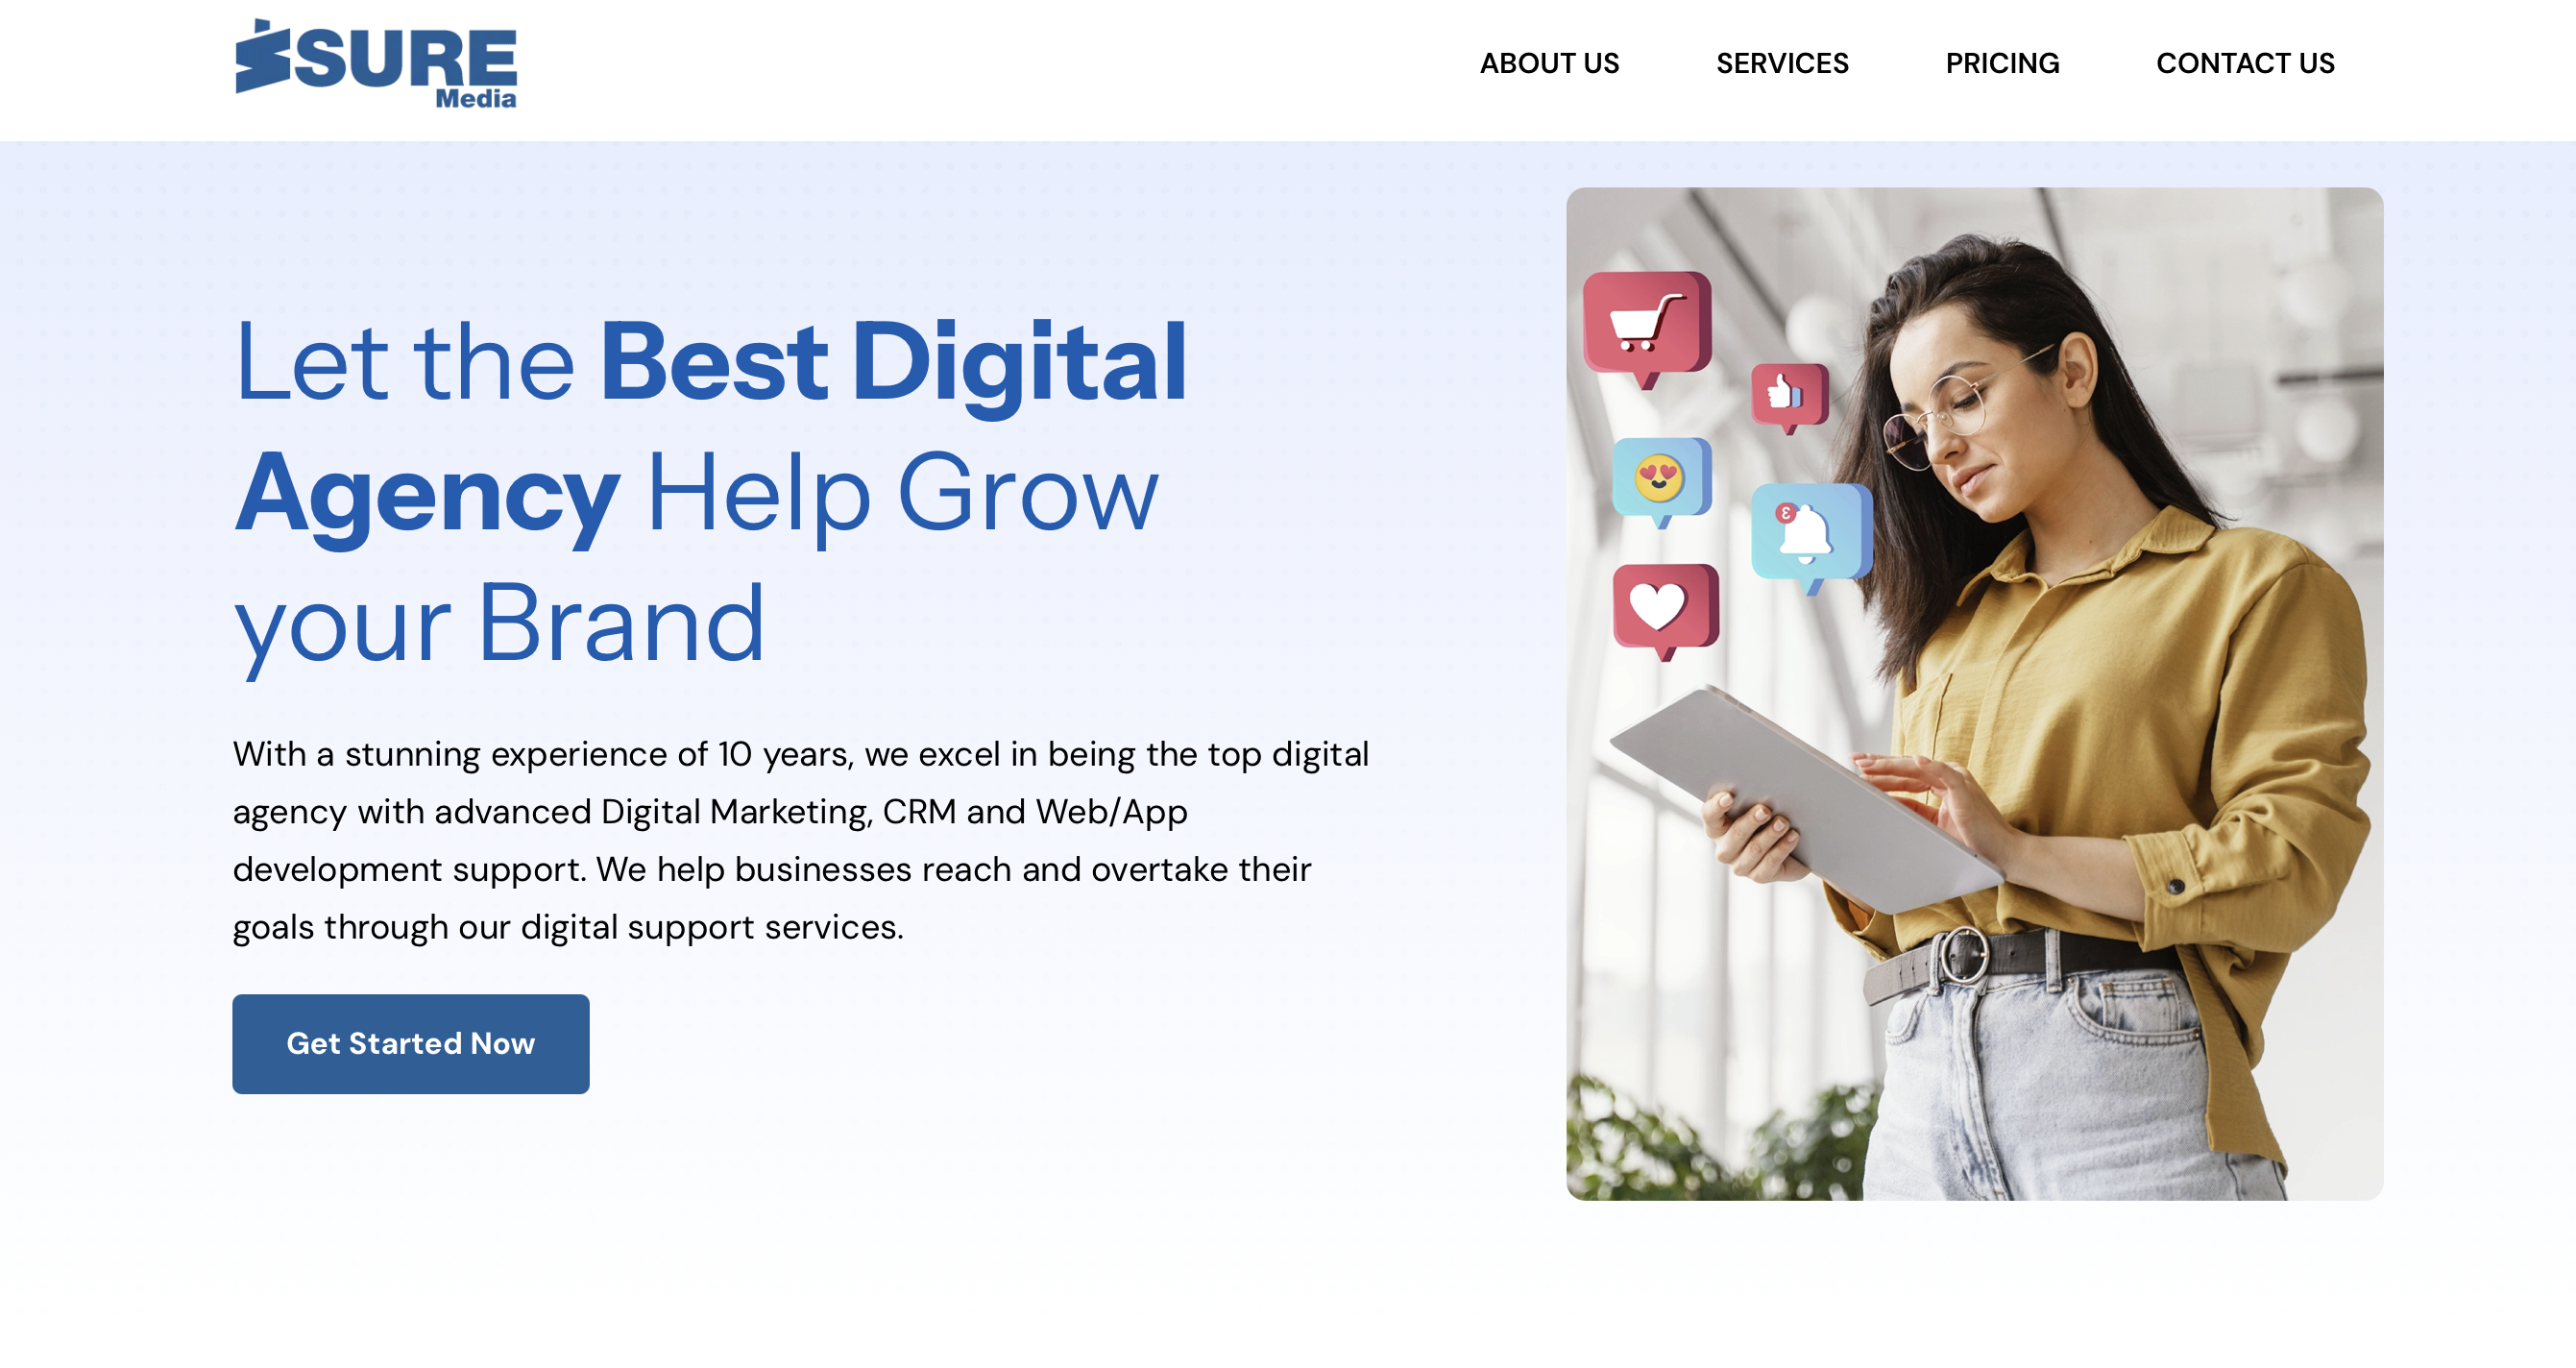 SURE
Media
ABOUT US
SERVICES
PRICING
CONTACT US
Let the Best Digital
Agency Help Grow
your Brand
With a stunning experience of 10 years, we excel in being the top digital
agency with advanced Digital Marketing, CRM and Web/App
development support. We help businesses reach and overtake their
goals through our digital support services.
Get Started Now